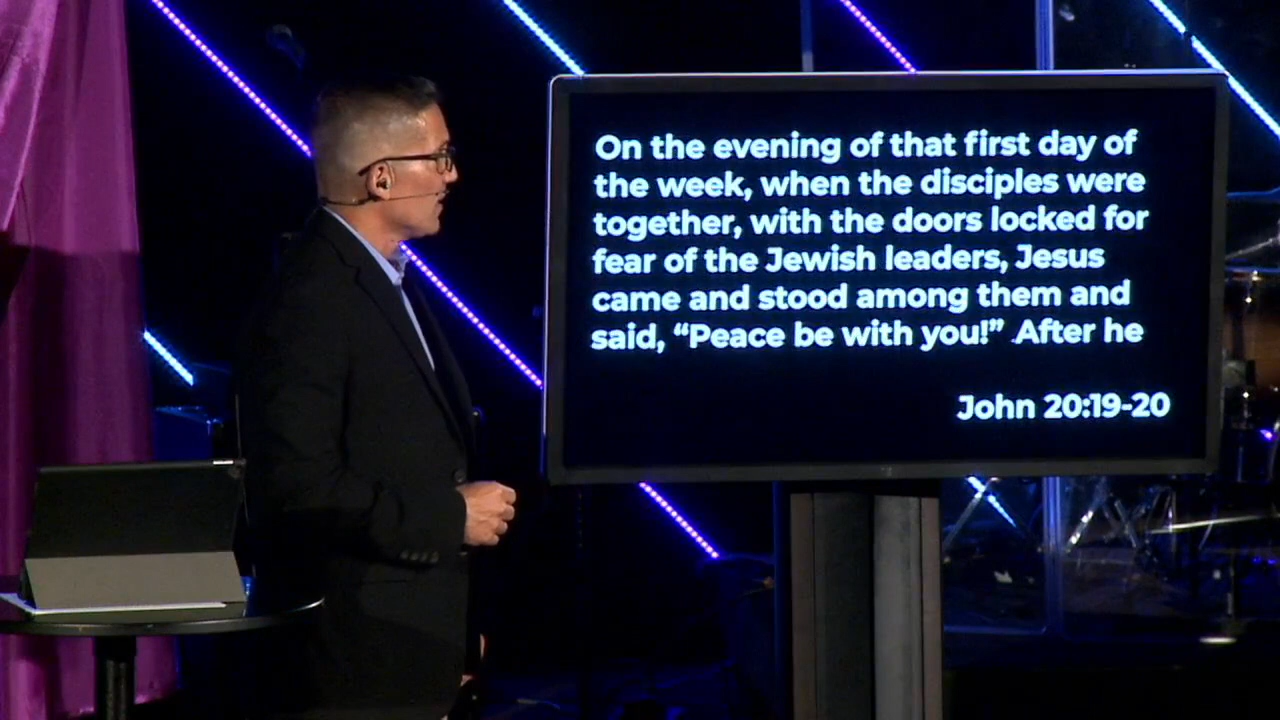 On the evening of that first day of
the week, when the disciples were
together, with the doors locked for
fear of the Jewish leaders, Jesus
came and stood among them and
said, “Peace be with you!” After he
John 20:19-20